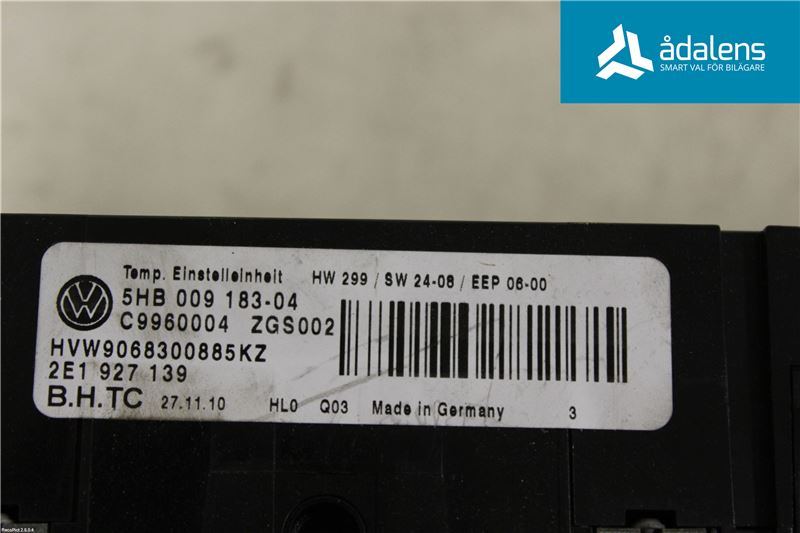 ådalens
SMART VAL FÖR BILÄGARE
Temp. Einstelleinheit HW 299 / SW 24-08 / EEP 06-00
5HB 009 183-04
C9960004 ZGS002
HVW9068300885KZ
2E1 927 139
B.H.TC 27.11.10 HL0 Q03 Made in Germany 3